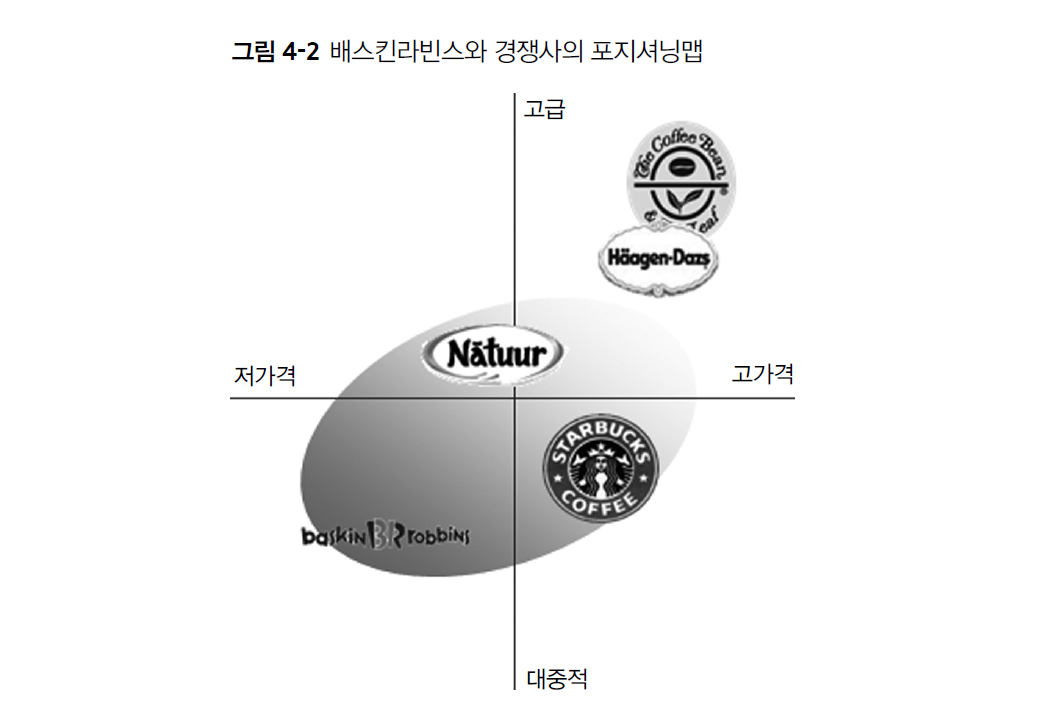 그림 4-2 배스킨라빈스와 경쟁사의 포지셔닝맵
고급
The Coffee Bean
& Leaf
®
Häagen-Dazs
Nātuur
저가격
고가격
STARBUCKS
COFFEE
baskin BR robbins
대중적